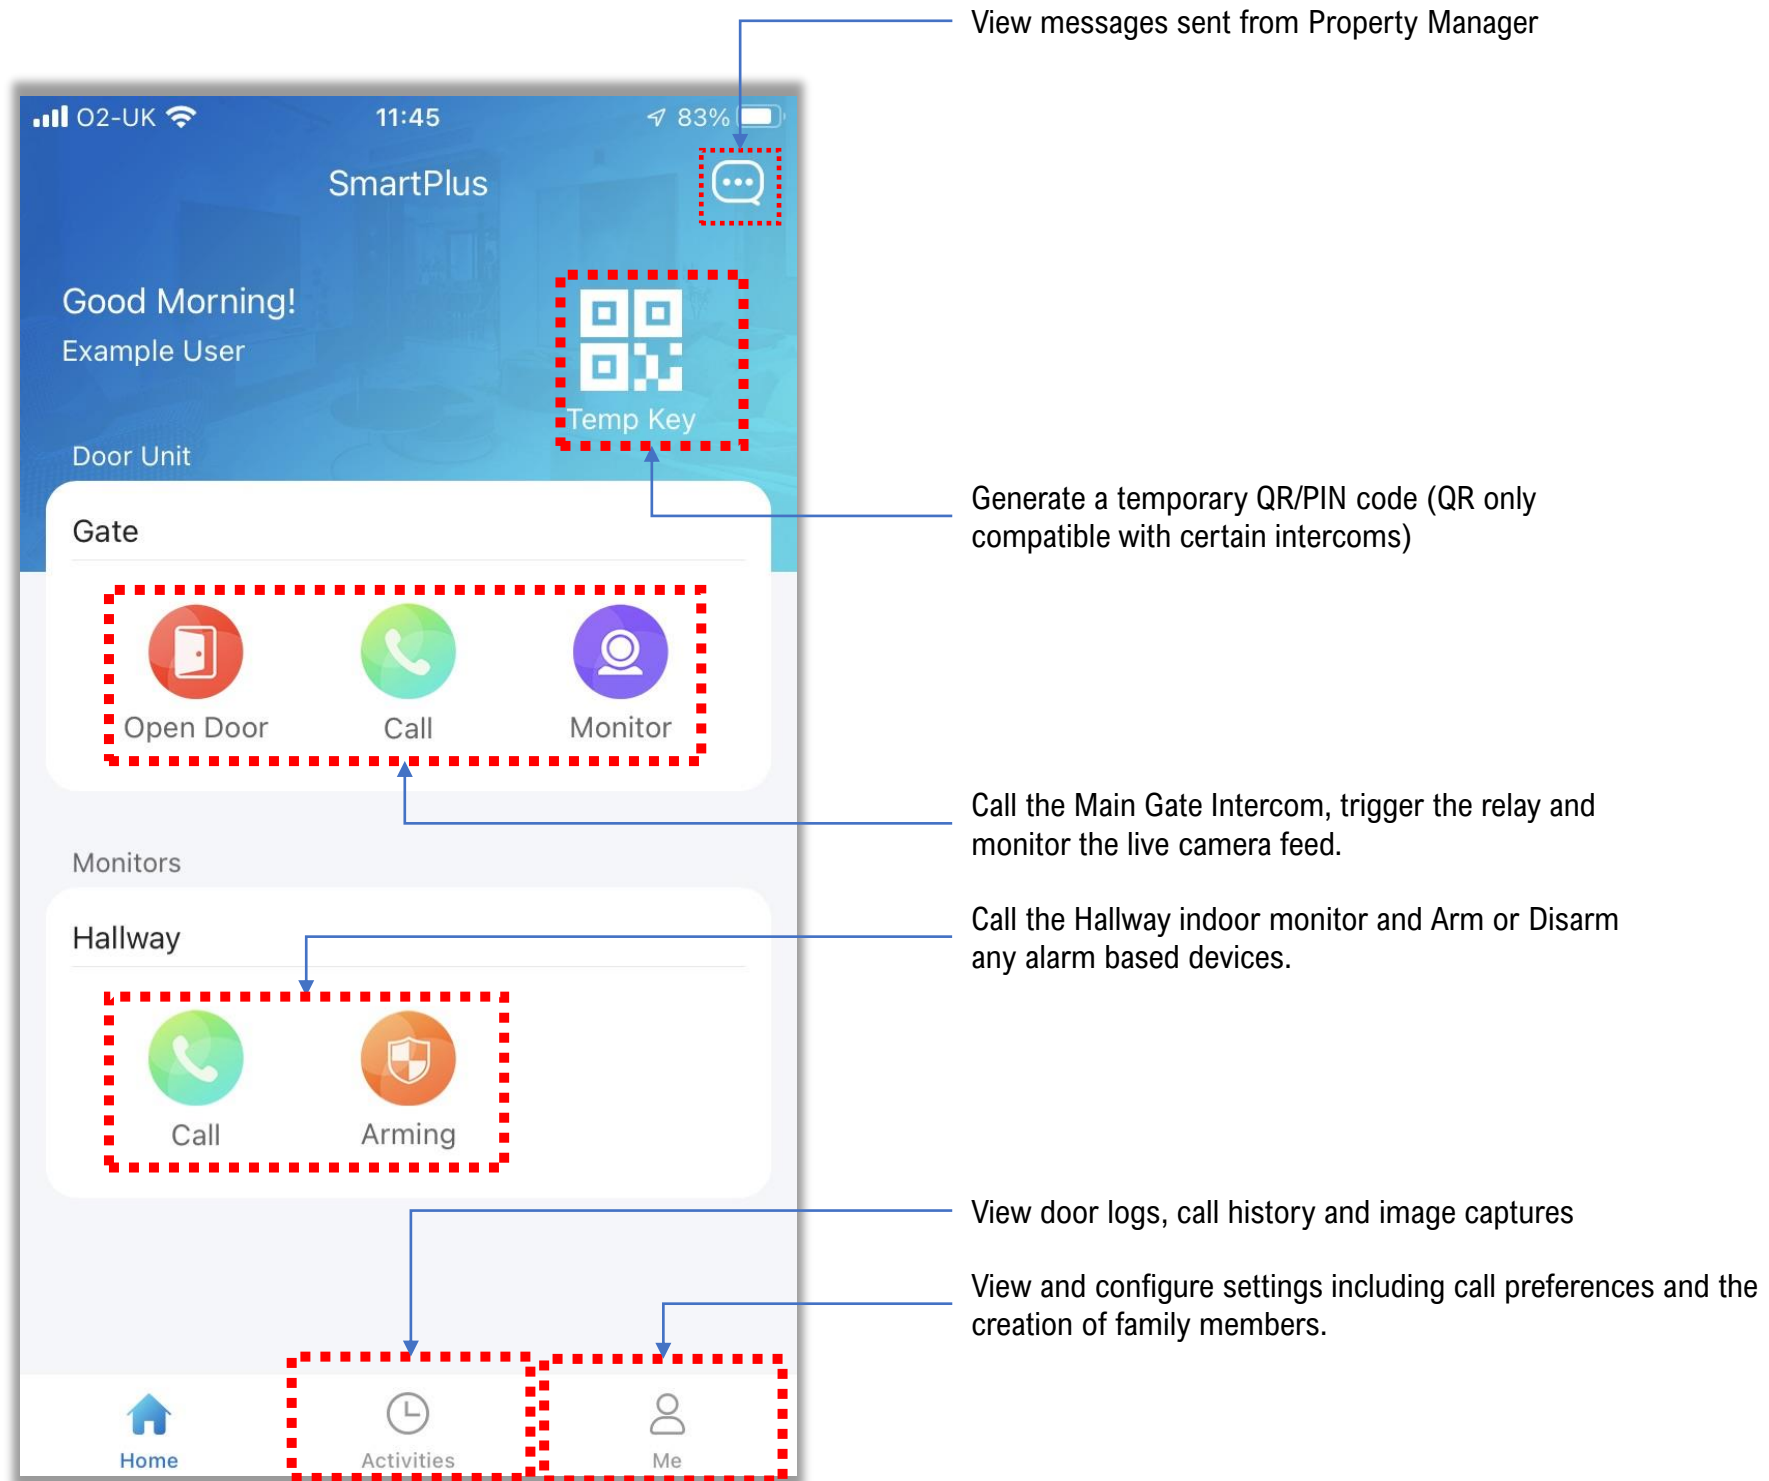 View messages sent from Property Manager
O2-UK 11:45 83%
SmartPlus
Good Morning!
Example User
Temp Key
Door Unit
Generate a temporary QR/PIN code (QR only
compatible with certain intercoms)
Gate
Open Door Call Monitor
Call the Main Gate Intercom, trigger the relay and
monitor the live camera feed.
Monitors
Call the Hallway indoor monitor and Arm or Disarm
any alarm based devices.
Hallway
Call Arming
View door logs, call history and image captures
View and configure settings including call preferences and the
creation of family members.
Home Activities Me